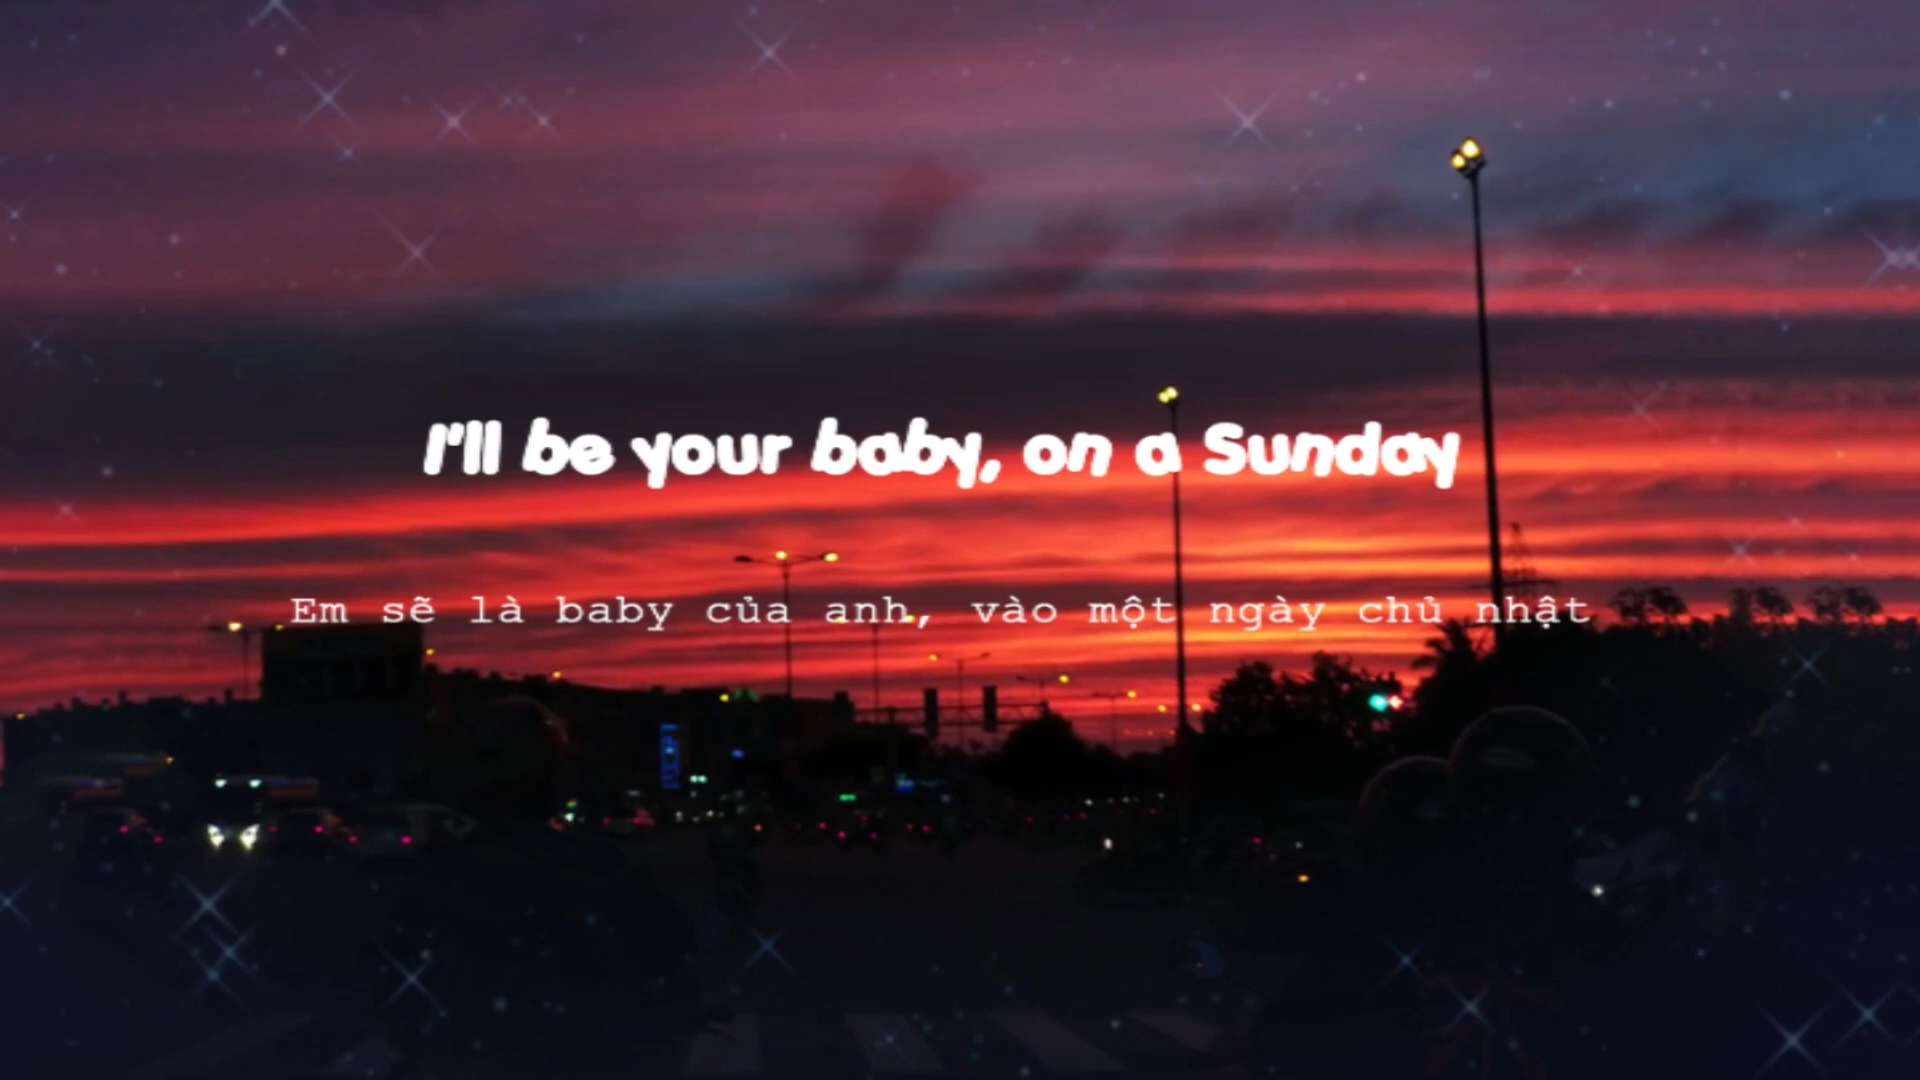 I'll be your baby, on a Sunday
Em sẽ là baby của anh, vào một ngày chủ nhật